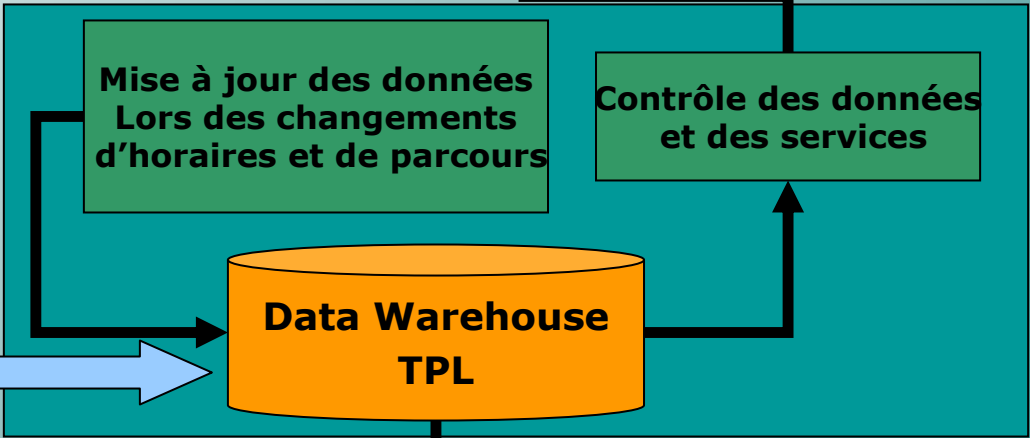 Mise à jour des données
Lors des changements
d’horaires et de parcours
Contrôle des données
et des services
Data Warehouse
TPL